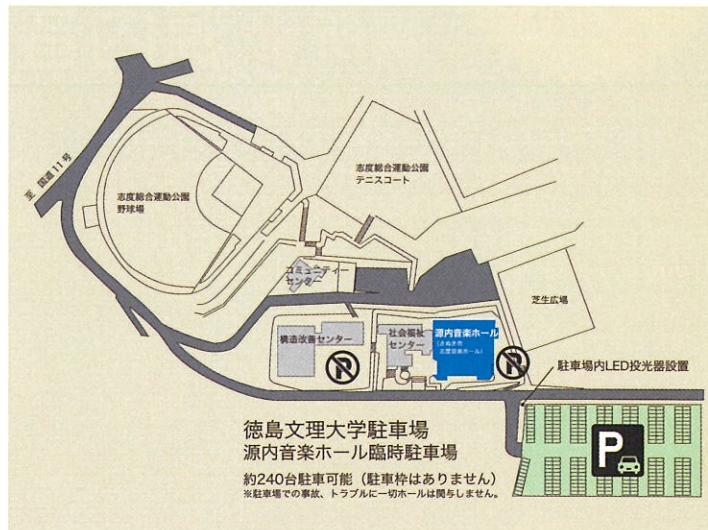 至 国道11号
志度総合運動公園
野球場
志度総合運動公園
テニスコート
コミュニティー
センター
芝生広場
構造改善センター
社会福祉
センター
源内音楽ホール
(さぬき市
志度音楽ホール)
P
P
駐車場内LED投光器設置
P
徳島文理大学駐車場
源内音楽ホール臨時駐車場
約240台駐車可能（駐車枠はありません）
※駐車場での事故、トラブルに一切ホールは関与しません。